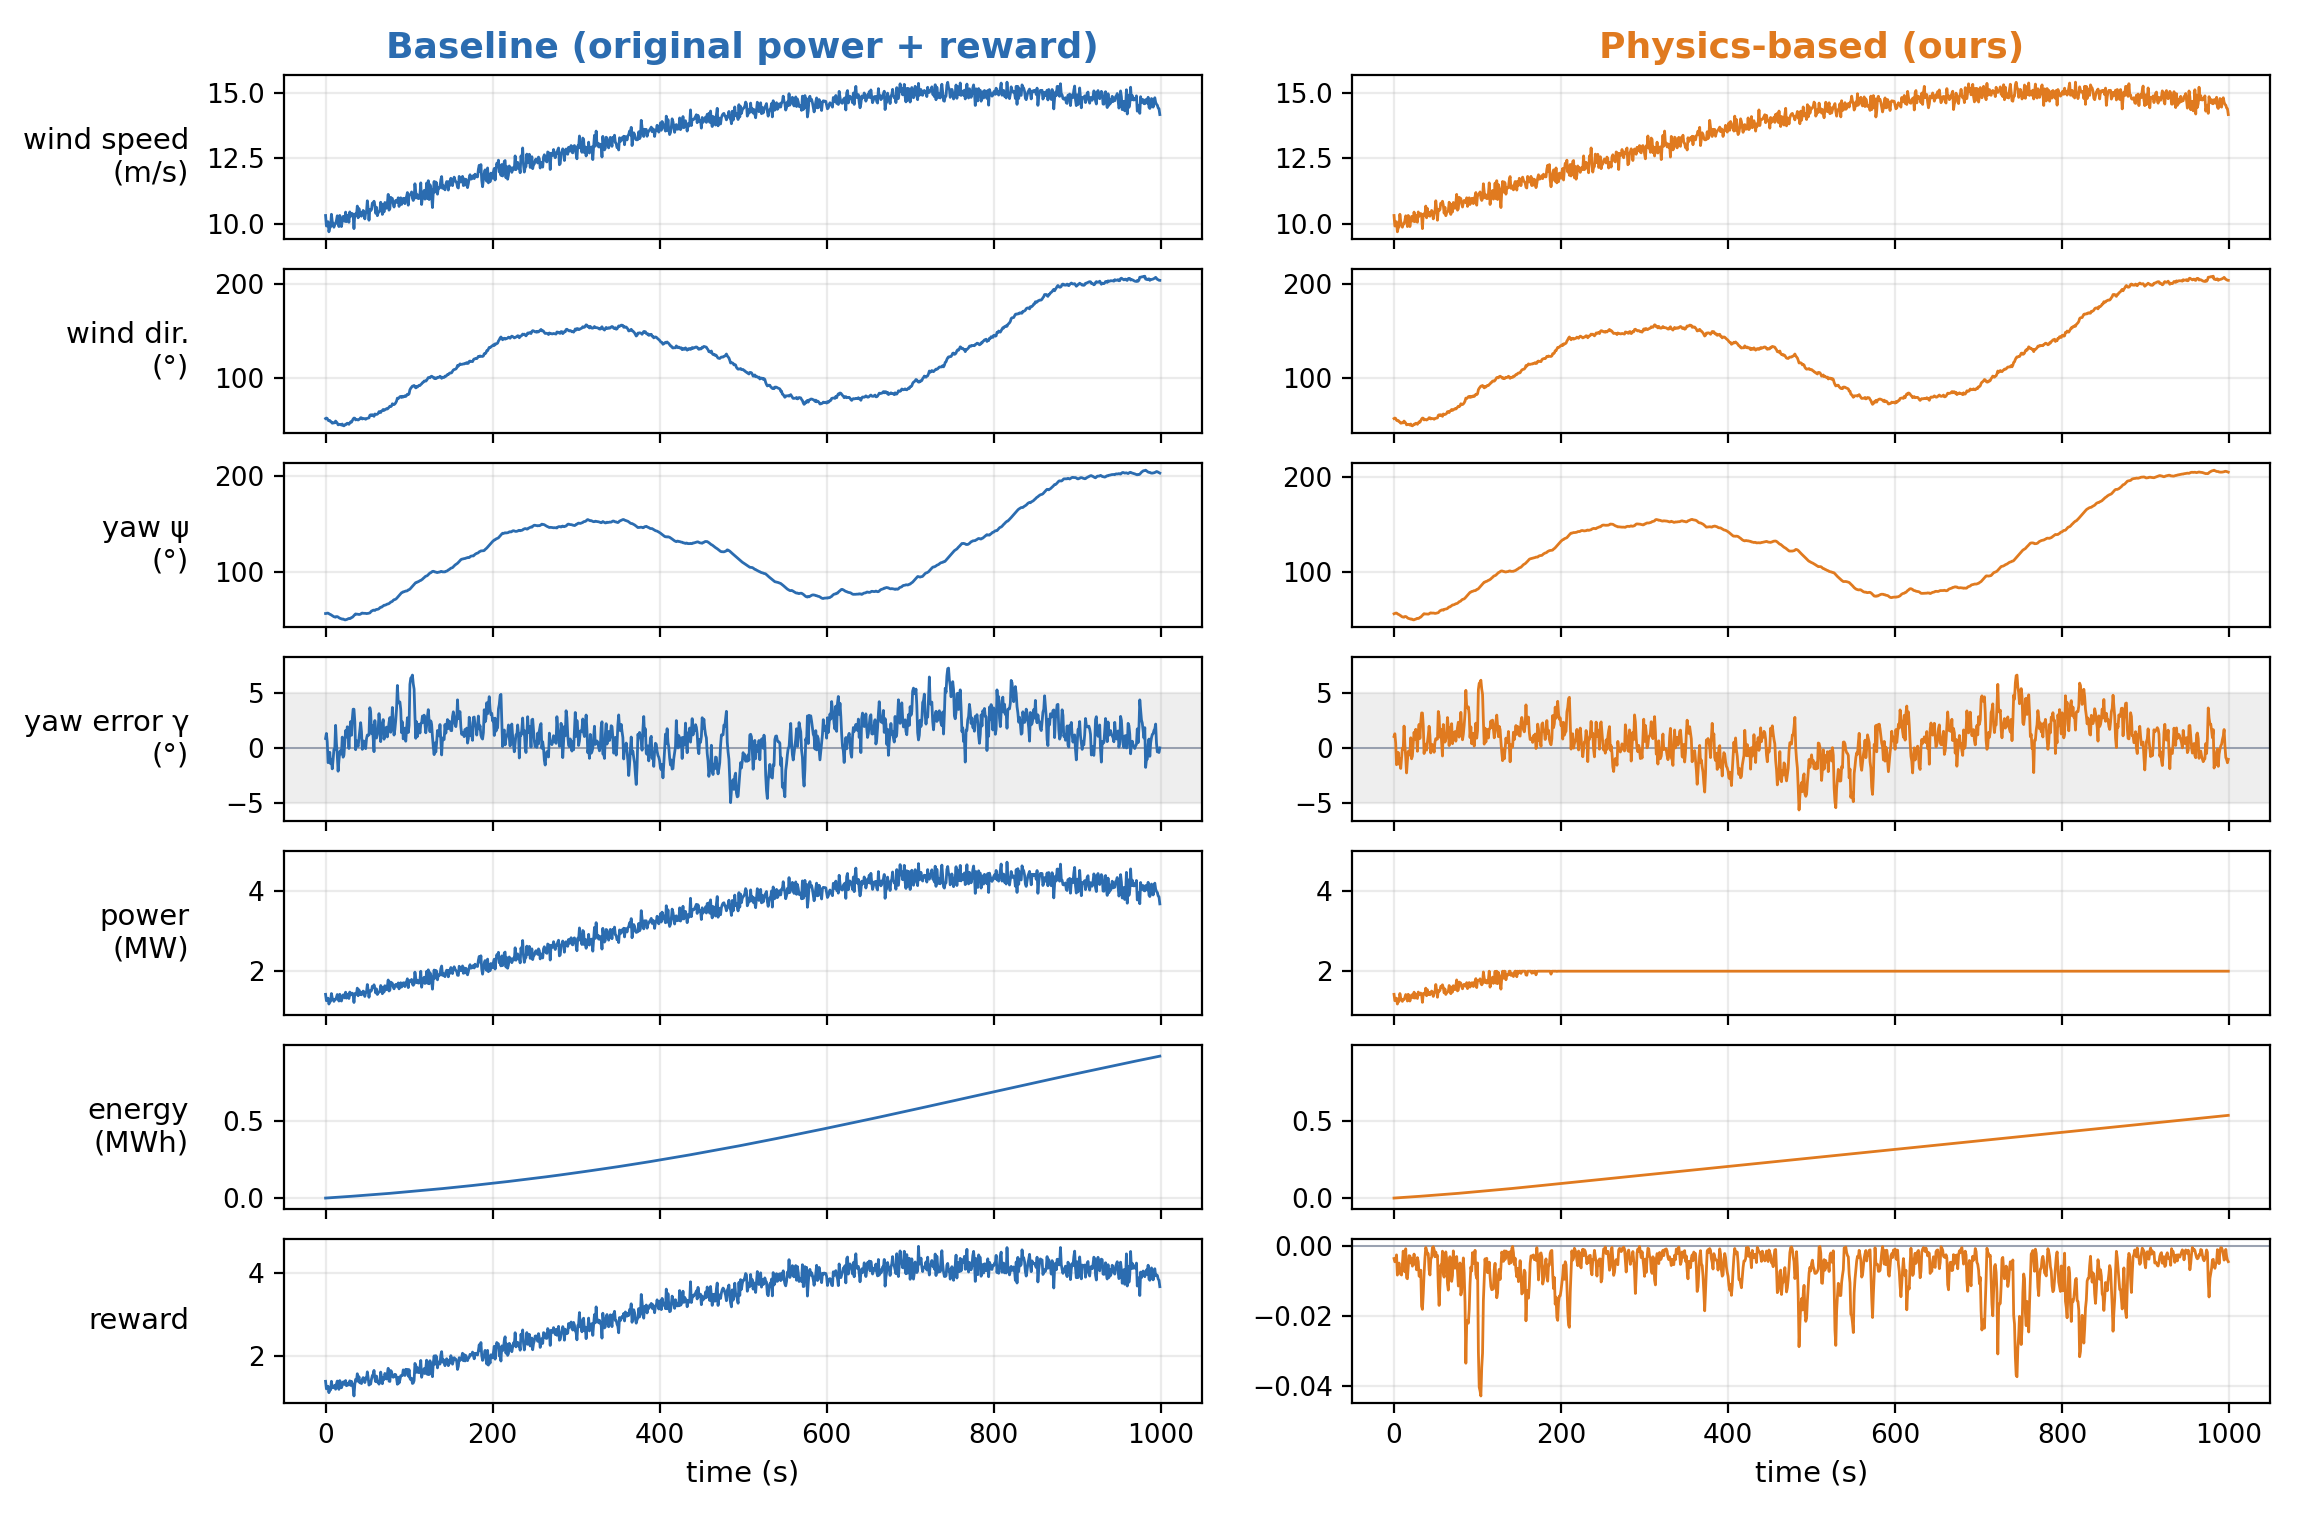 Baseline (original power + reward)
Physics-based (ours)
wind speed
(m/s)
15.0
12.5
10.0
15.0
12.5
10.0
wind dir.
(°)
200
100
200
100
yaw ψ
(°)
200
100
200
100
yaw error γ
(°)
5
0
−5
5
0
−5
power
(MW)
4
2
4
2
energy
(MWh)
0.5
0.0
0.5
0.0
reward
4
2
0.00
−0.02
−0.04
0 200 400 600 800 1000
0 200 400 600 800 1000
time (s)
time (s)